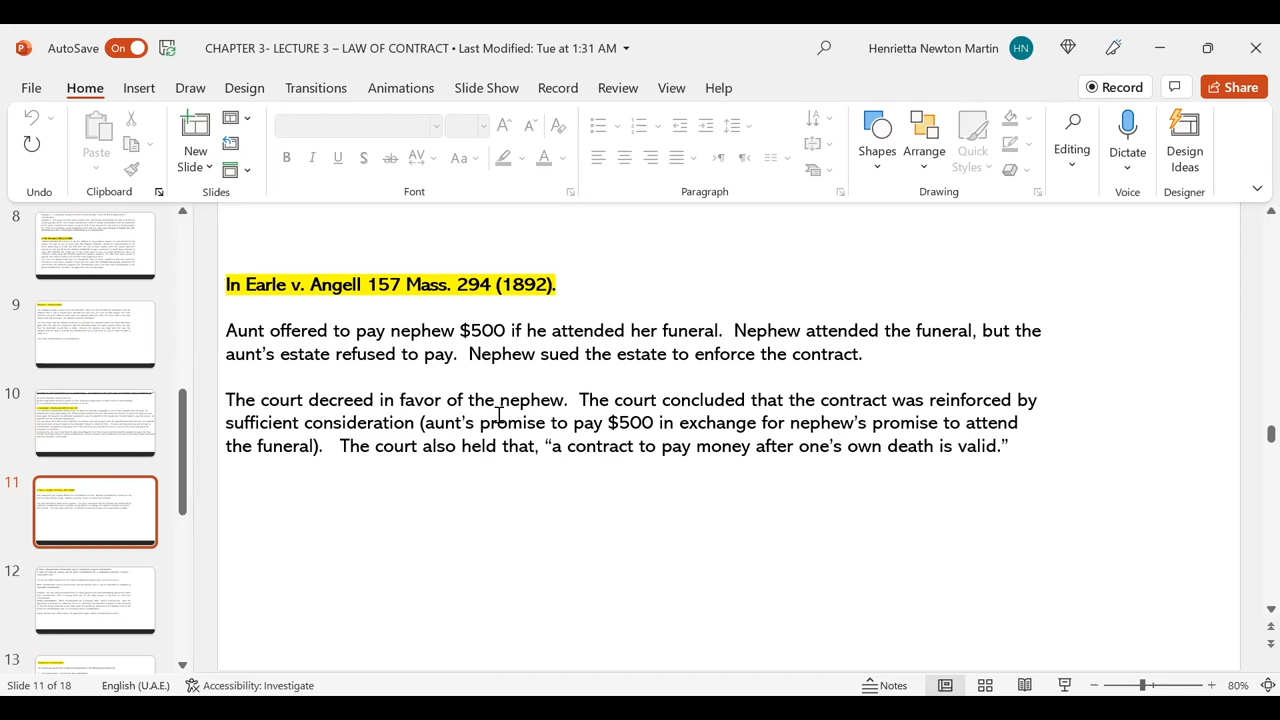 AutoSave On CHAPTER 3- LECTURE 3 – LAW OF CONTRACT • Last Modified: Tue at 1:31 AM Henrietta Newton Martin HN
File Home Insert Draw Design Transitions Animations Slide Show Record Review View Help Record Share
Paste New Slide Shapes Arrange Quick Styles Editing Dictate Design Ideas
Undo Clipboard Slides Font Paragraph Drawing Voice Designer
8
9
10
11
12
13
In Earle v. Angell 157 Mass. 294 (1892).
Aunt offered to pay nephew $500 if he attended her funeral. Nephew attended the funeral, but the
aunt's estate refused to pay. Nephew sued the estate to enforce the contract.
The court decreed in favor of the nephew. The court concluded that the contract was reinforced by
sufficient consideration (aunt's promise to pay $500 in exchange for nephew's promise to attend
the funeral). The court also held that, “a contract to pay money after one's own death is valid.”
Slide 11 of 18 English (U.A.E.) Accessibility: Investigate Notes 80%